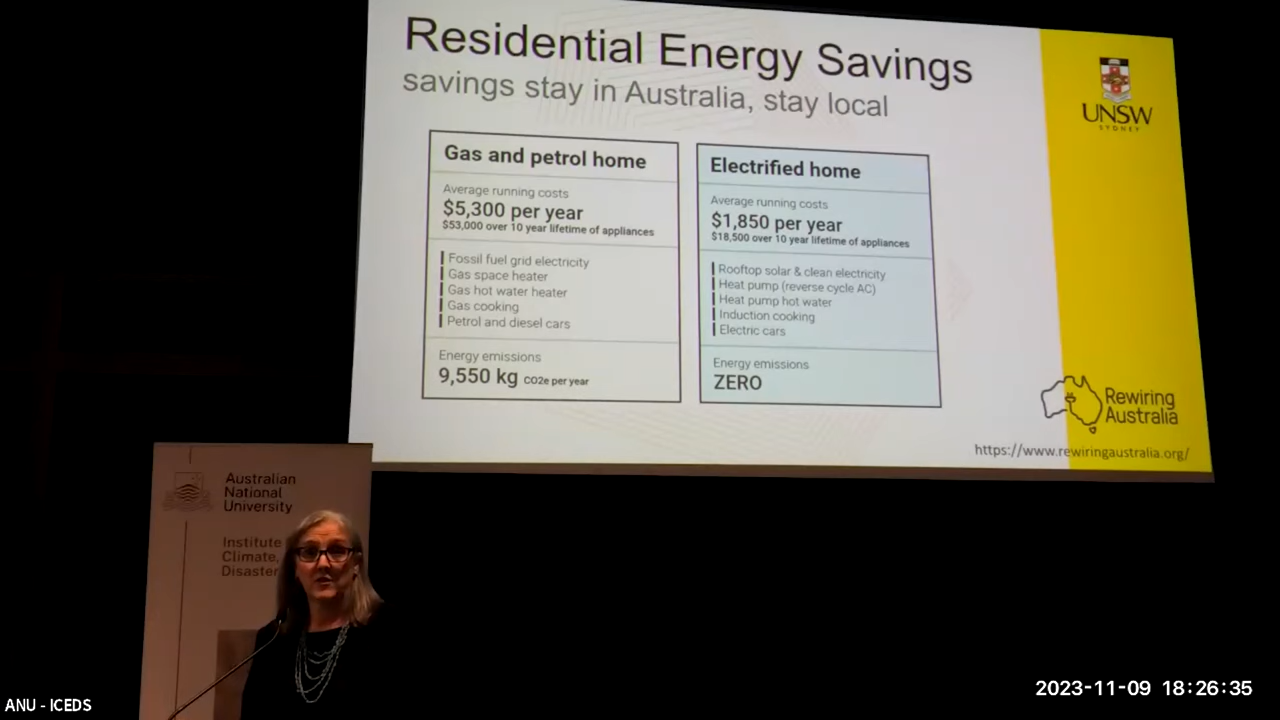 Residential Energy Savings
savings stay in Australia, stay local
UNSW
SYDNEY
Gas and petrol home
Average running costs
$5,300 per year
$53,000 over 10 year lifetime of appliances
Fossil fuel grid electricity
Gas space heater
Gas hot water heater
Gas cooking
Petrol and diesel cars
Energy emissions
9,550 kg CO2e per year
Electrified home
Average running costs
$1,850 per year
$18,500 over 10 year lifetime of appliances
Rooftop solar & clean electricity
Heat pump (reverse cycle AC)
Heat pump hot water
Induction cooking
Electric cars
Energy emissions
ZERO
Rewiring
Australia
https://www.rewiringaustralia.org/
Australian
National
University
Institute
Climate,
Disaster
ANU - ICEDS
2023-11-09 18:26:35